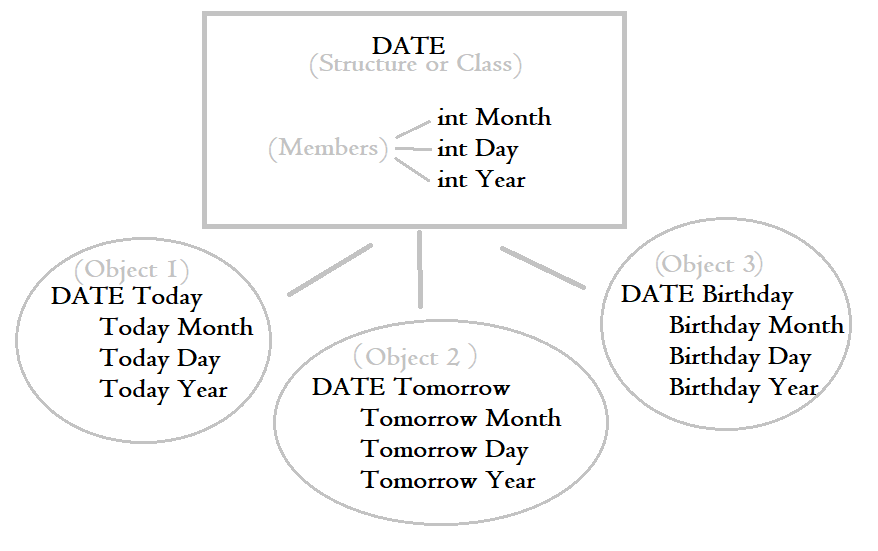 DATE
(Structure or Class)
(Members)
int Month
int Day
int Year
(Object 1)
DATE Today
Today Month
Today Day
Today Year
(Object 2 )
DATE Tomorrow
Tomorrow Month
Tomorrow Day
Tomorrow Year
(Object 3)
DATE Birthday
Birthday Month
Birthday Day
Birthday Year